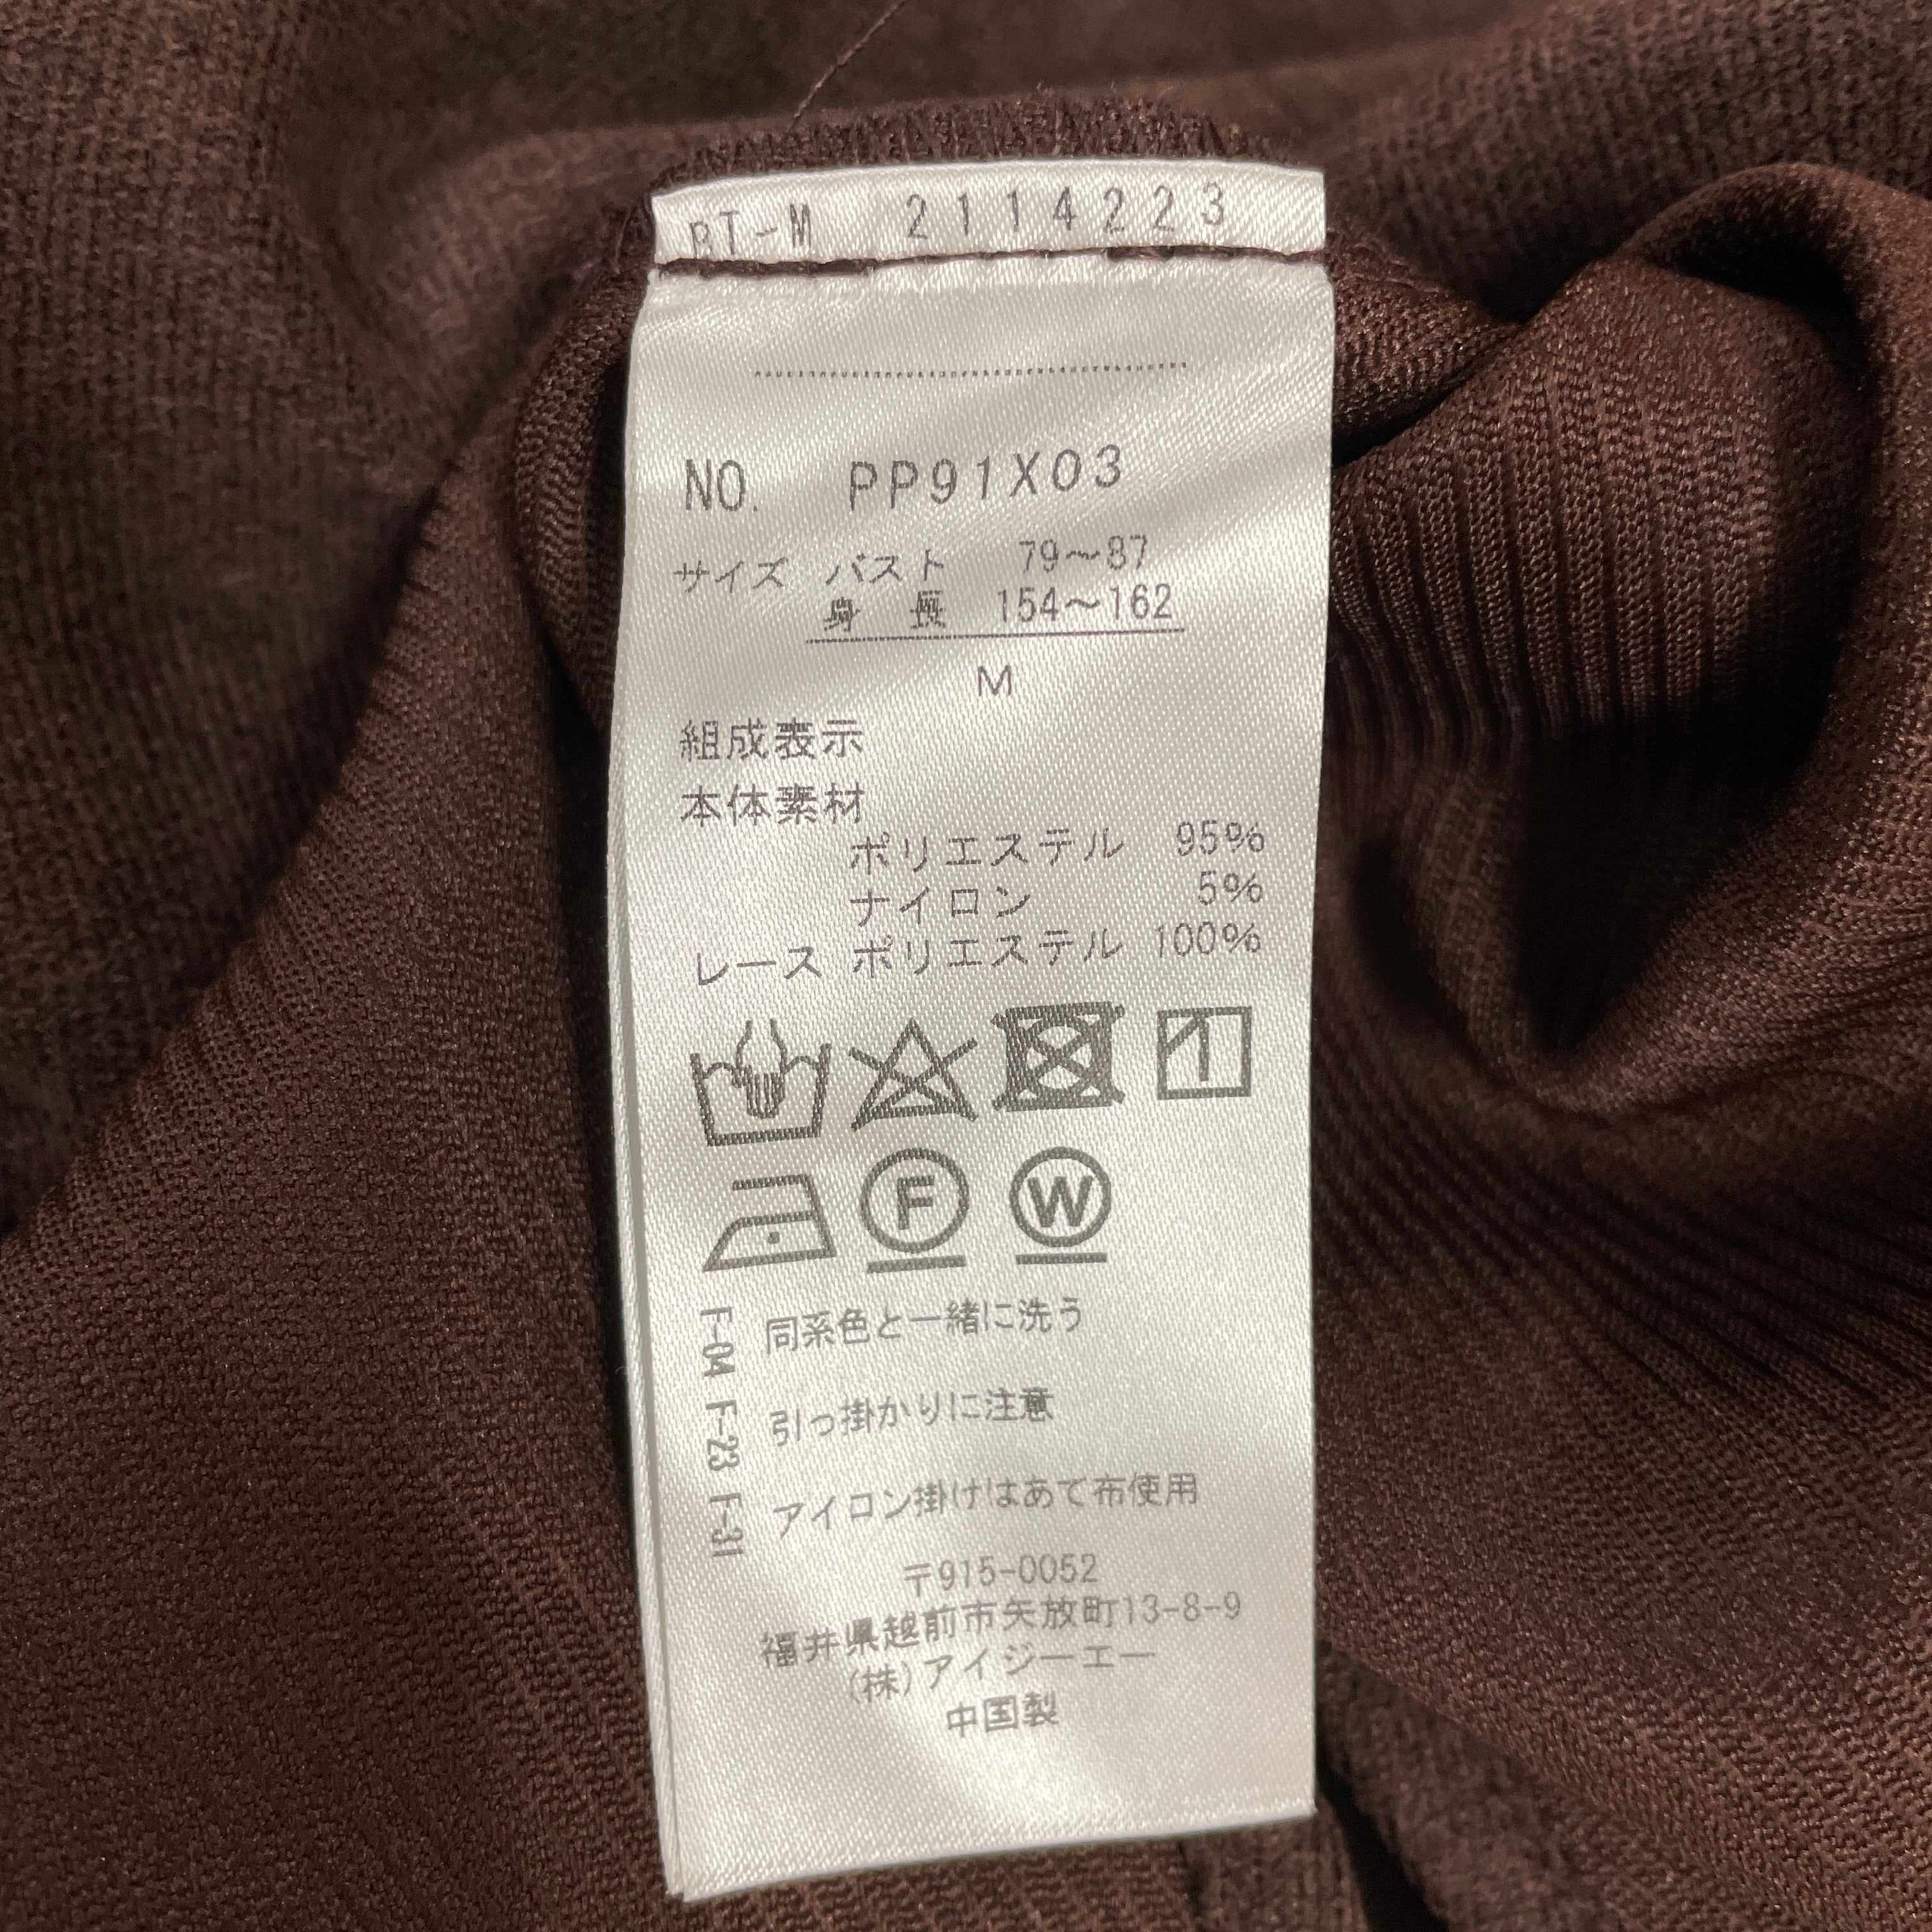 BT-M 2114223
NO. PP91X03
サイズ バスト 79〜87
身 長 154〜162
M
組成表示
本体素材
ポリエステル 95%
ナイロン 5%
レース ポリエステル 100%
F W
F-04 同系色と一緒に洗う
F-23 引っ掛かりに注意
F-31 アイロン掛けはあて布使用
〒915-0052
福井県越前市矢放町13-8-9
(株)アイジーエー
中国製